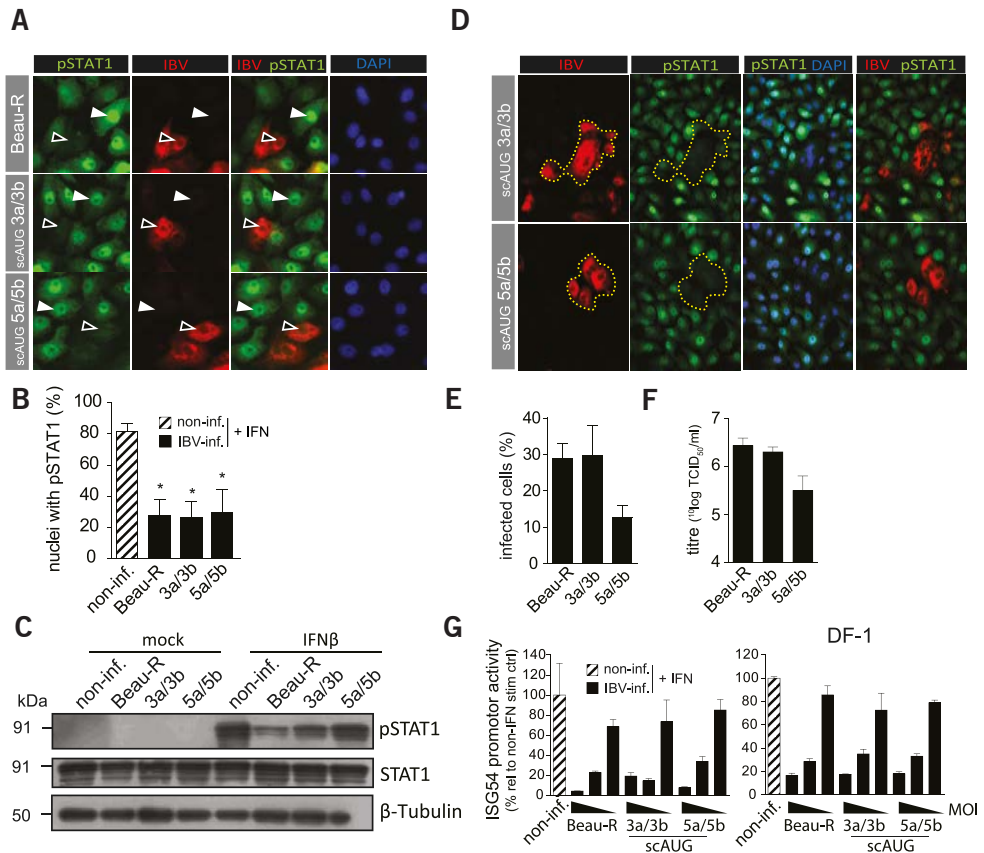 A
pSTAT1 IBV IBV pSTAT1 DAPI
Beau-R
scAUG 3a/3b
scAUG 5a/5b
D
IBV pSTAT1 pSTAT1 DAPI IBV pSTAT1
scAUG 3a/3b
scAUG 5a/5b
B
nuclei with pSTAT1 (%)
100
80
60
40
20
0
non-inf.
IBV-inf.
+ IFN
* * *
non-inf. Beau-R 3a/3b 5a/5b
E
infected cells (%)
40
30
20
10
0
Beau-R 3a/3b 5a/5b
F
titre (¹⁰log TCID₅₀/ml)
7
6
5
4
Beau-R 3a/3b 5a/5b
C
mock IFNβ
non-inf. Beau-R 3a/3b 5a/5b non-inf. Beau-R 3a/3b 5a/5b
kDa
91 pSTAT1
91 STAT1
50 β-Tubulin
G
ISG54 promotor activity
(% rel to non-IFN stim ctrl)
140
120
100
80
60
40
20
0
non-inf.
IBV-inf.
+ IFN
non-inf.
Beau-R 3a/3b 5a/5b
scAUG
DF-1
140
120
100
80
60
40
20
0
non-inf.
MOI
Beau-R 3a/3b 5a/5b
scAUG